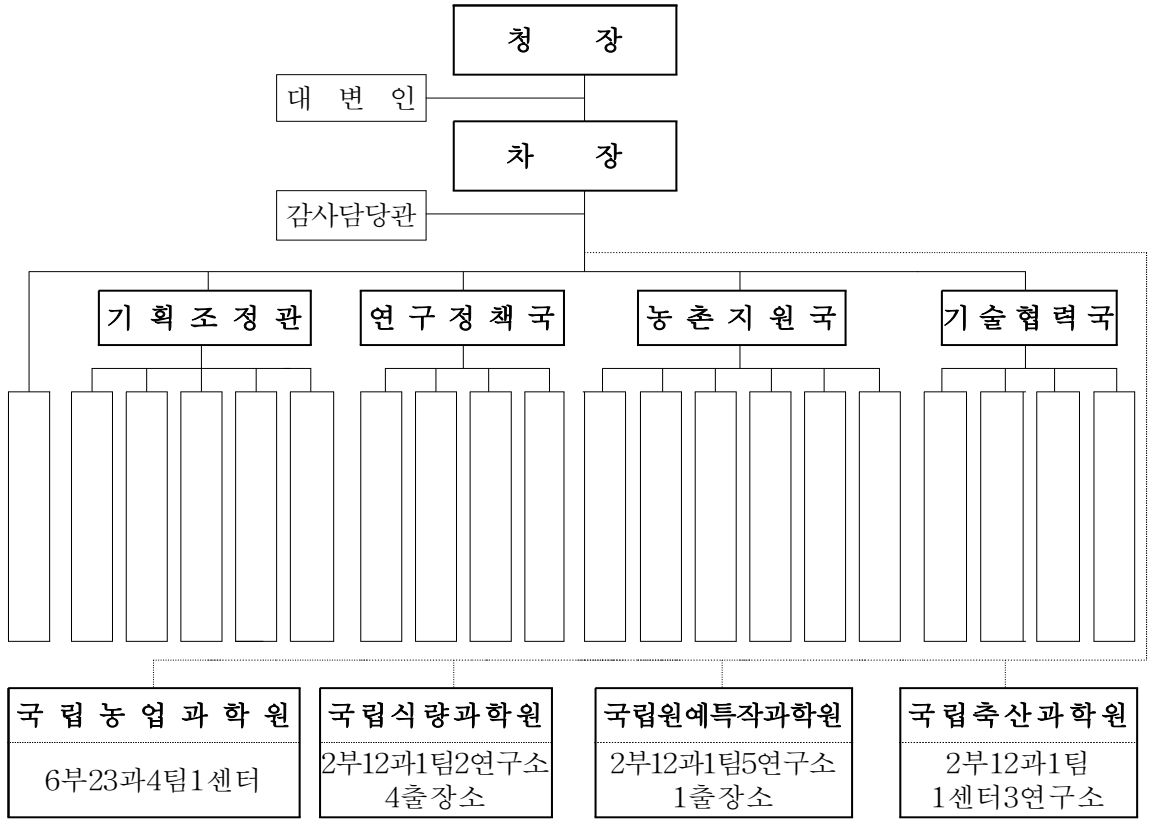 청 장
대 변 인
차 장
감사담당관
기 획 조 정 관
연 구 정 책 국
농 촌 지 원 국
기 술 협 력 국
국 립 농 업 과 학 원
6부23과4팀1센터
국립식량과학원
2부12과1팀2연구소
4출장소
국립원예특작과학원
2부12과1팀5연구소
1출장소
국립축산과학원
2부12과1팀
1센터3연구소